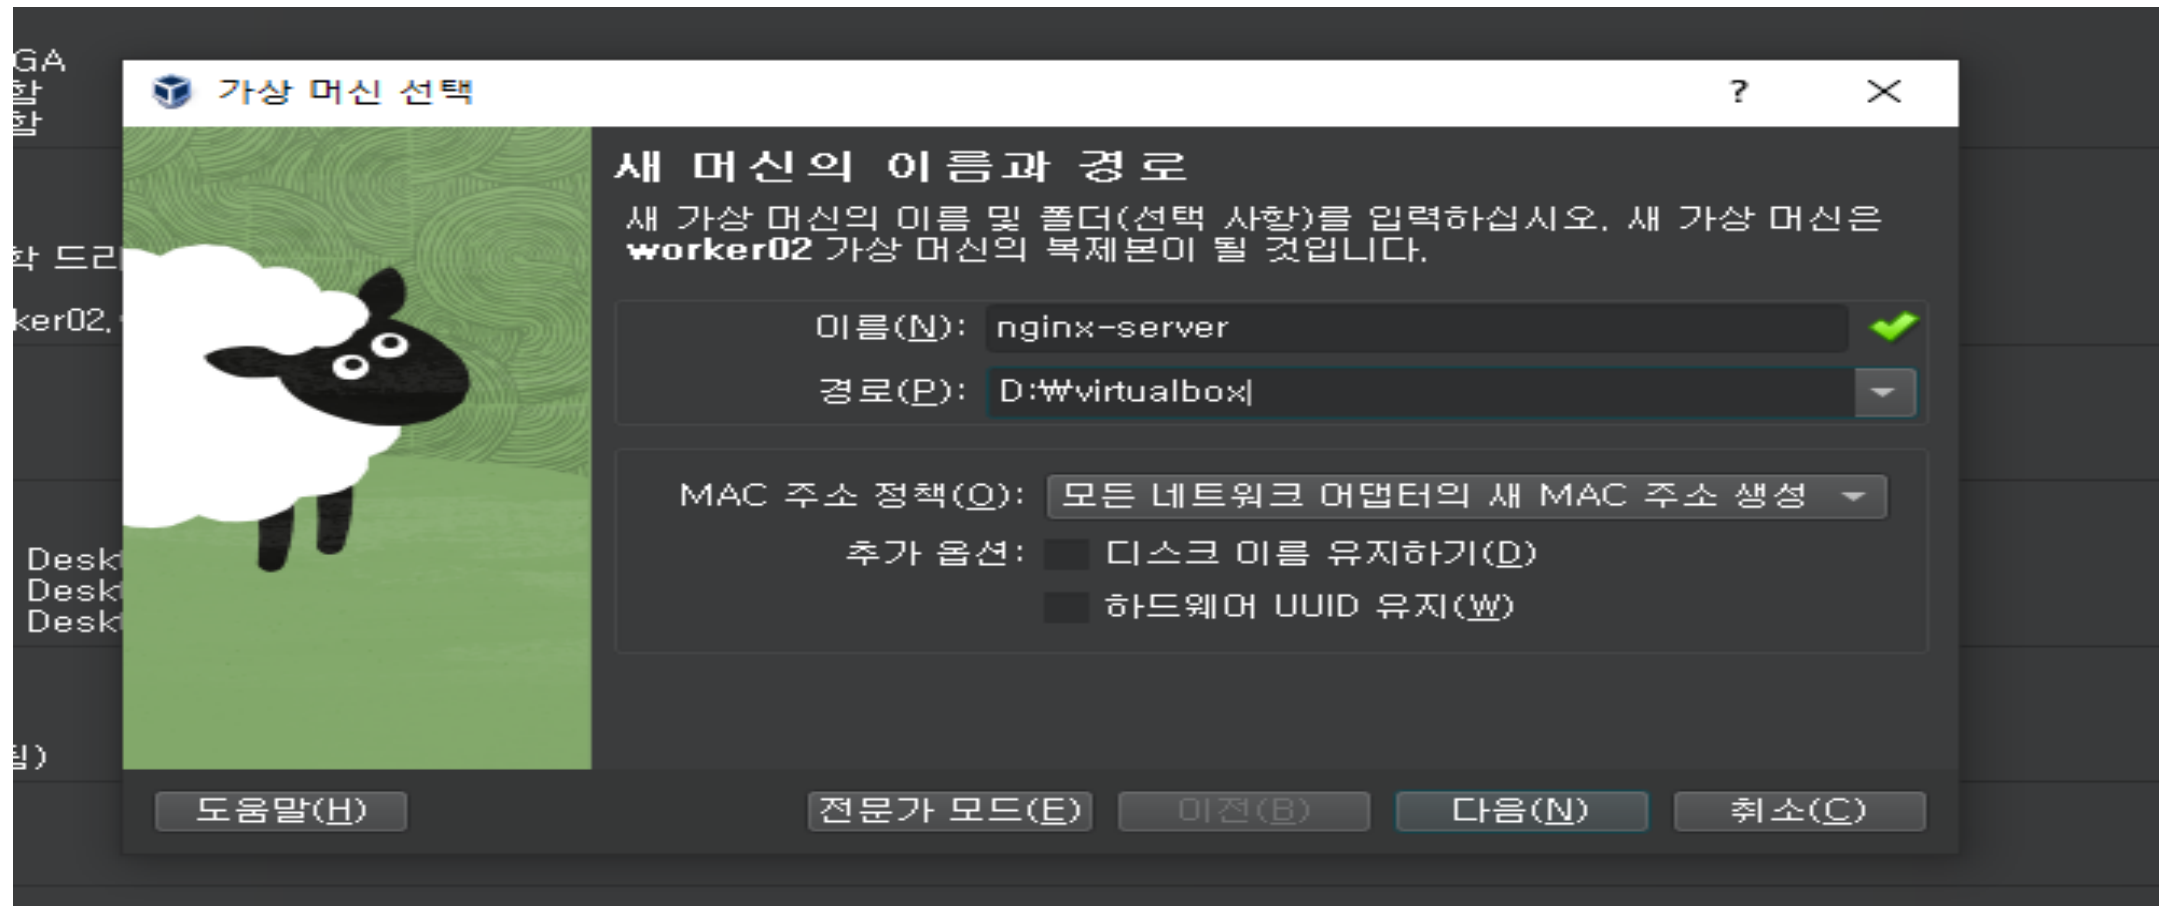 GA
함
함
ker02,
Desk
Desk
Desk
가상 머신 선택
?
새 머신의 이름과 경로
새 가상 머신의 이름 및 폴더(선택 사항)를 입력하십시오. 새 가상 머신은
worker02 가상 머신의 복제본이 될 것입니다.
이름(N): nginx-server
경로(P): D:₩virtualbox
MAC 주소 정책(O): 모든 네트워크 어댑터의 새 MAC 주소 생성
추가 옵션: 디스크 이름 유지하기(D)
하드웨어 UUID 유지(W)
도움말(H) 전문가 모드(E) 이전(B) 다음(N) 취소(C)